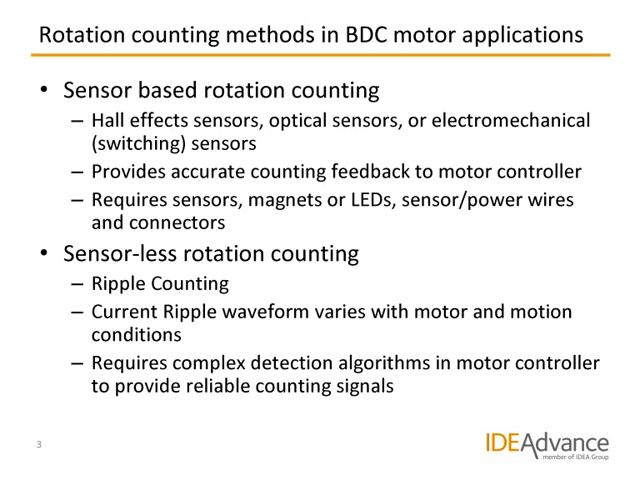 Rotation counting methods in BDC motor applications
• Sensor based rotation counting
– Hall effects sensors, optical sensors, or electromechanical
(switching) sensors
– Provides accurate counting feedback to motor controller
– Requires sensors, magnets or LEDs, sensor/power wires
and connectors
• Sensor-less rotation counting
– Ripple Counting
– Current Ripple waveform varies with motor and motion
conditions
– Requires complex detection algorithms in motor controller
to provide reliable counting signals
3
IDEAdvance
member of IDEA Group